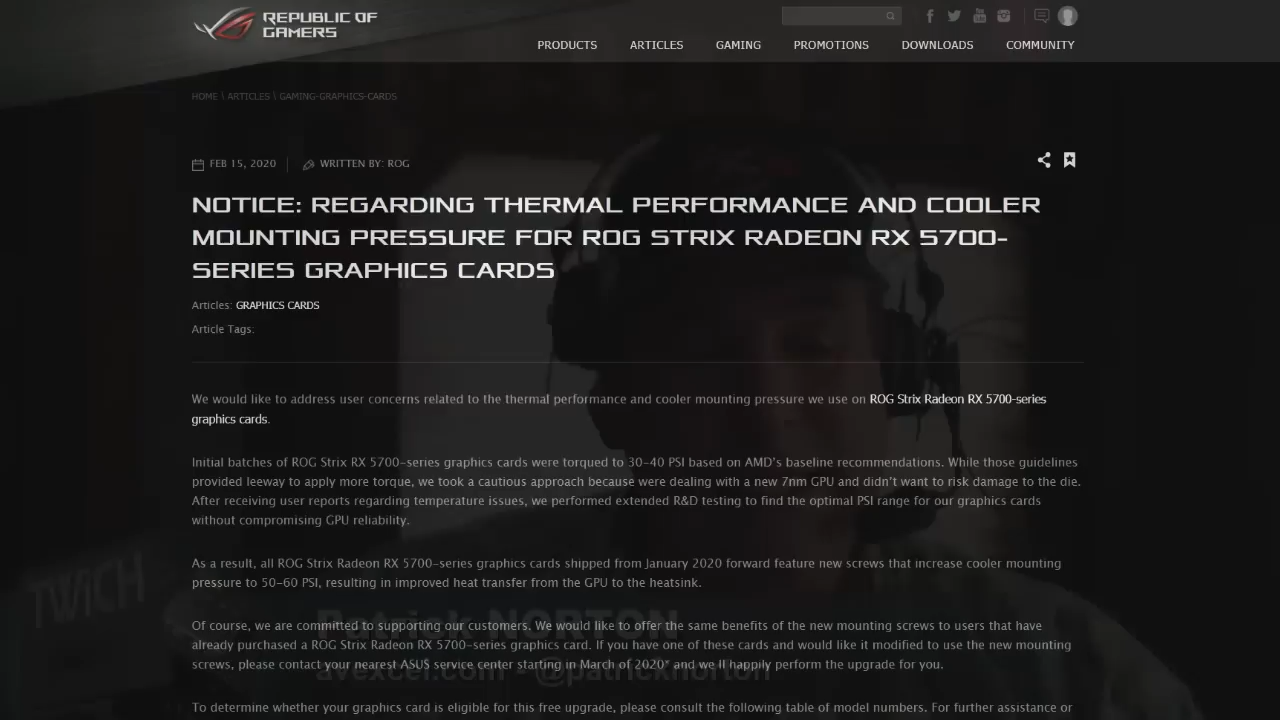 REPUBLIC OF
GAMERS
PRODUCTS ARTICLES GAMING PROMOTIONS DOWNLOADS COMMUNITY
HOME \ ARTICLES \ GAMING-GRAPHICS-CARDS
FEB 15, 2020 WRITTEN BY: ROG
NOTICE: REGARDING THERMAL PERFORMANCE AND COOLER
MOUNTING PRESSURE FOR ROG STRIX RADEON RX 5700-
SERIES GRAPHICS CARDS
Articles: GRAPHICS CARDS
Article Tags:
We would like to address user concerns related to the thermal performance and cooler mounting pressure we use on ROG Strix Radeon RX 5700-series
graphics cards.
Initial batches of ROG Strix RX 5700-series graphics cards were torqued to 30-40 PSI based on AMD's baseline recommendations. While those guidelines
provided leeway to apply more torque, we took a cautious approach because were dealing with a new 7nm GPU and didn't want to risk damage to the die.
After receiving user reports regarding temperature issues, we performed extended R&D testing to find the optimal PSI range for our graphics cards
without compromising GPU reliability.
As a result, all ROG Strix Radeon RX 5700-series graphics cards shipped from January 2020 forward feature new screws that increase cooler mounting
pressure to 50-60 PSI, resulting in improved heat transfer from the GPU to the heatsink.
TWICH
Patrick NORTON
Of course, we are committed to supporting our customers. We would like to offer the same benefits of the new mounting screws to users that have
already purchased a ROG Strix Radeon RX 5700-series graphics card. If you have one of these cards and would like it modified to use the new mounting
screws, please contact your nearest ASUS service center starting in March of 2020* and we ll happily perform the upgrade for you.
avexcel.com - @patricknorton
To determine whether your graphics card is eligible for this free upgrade, please consult the following table of model numbers. For further assistance or